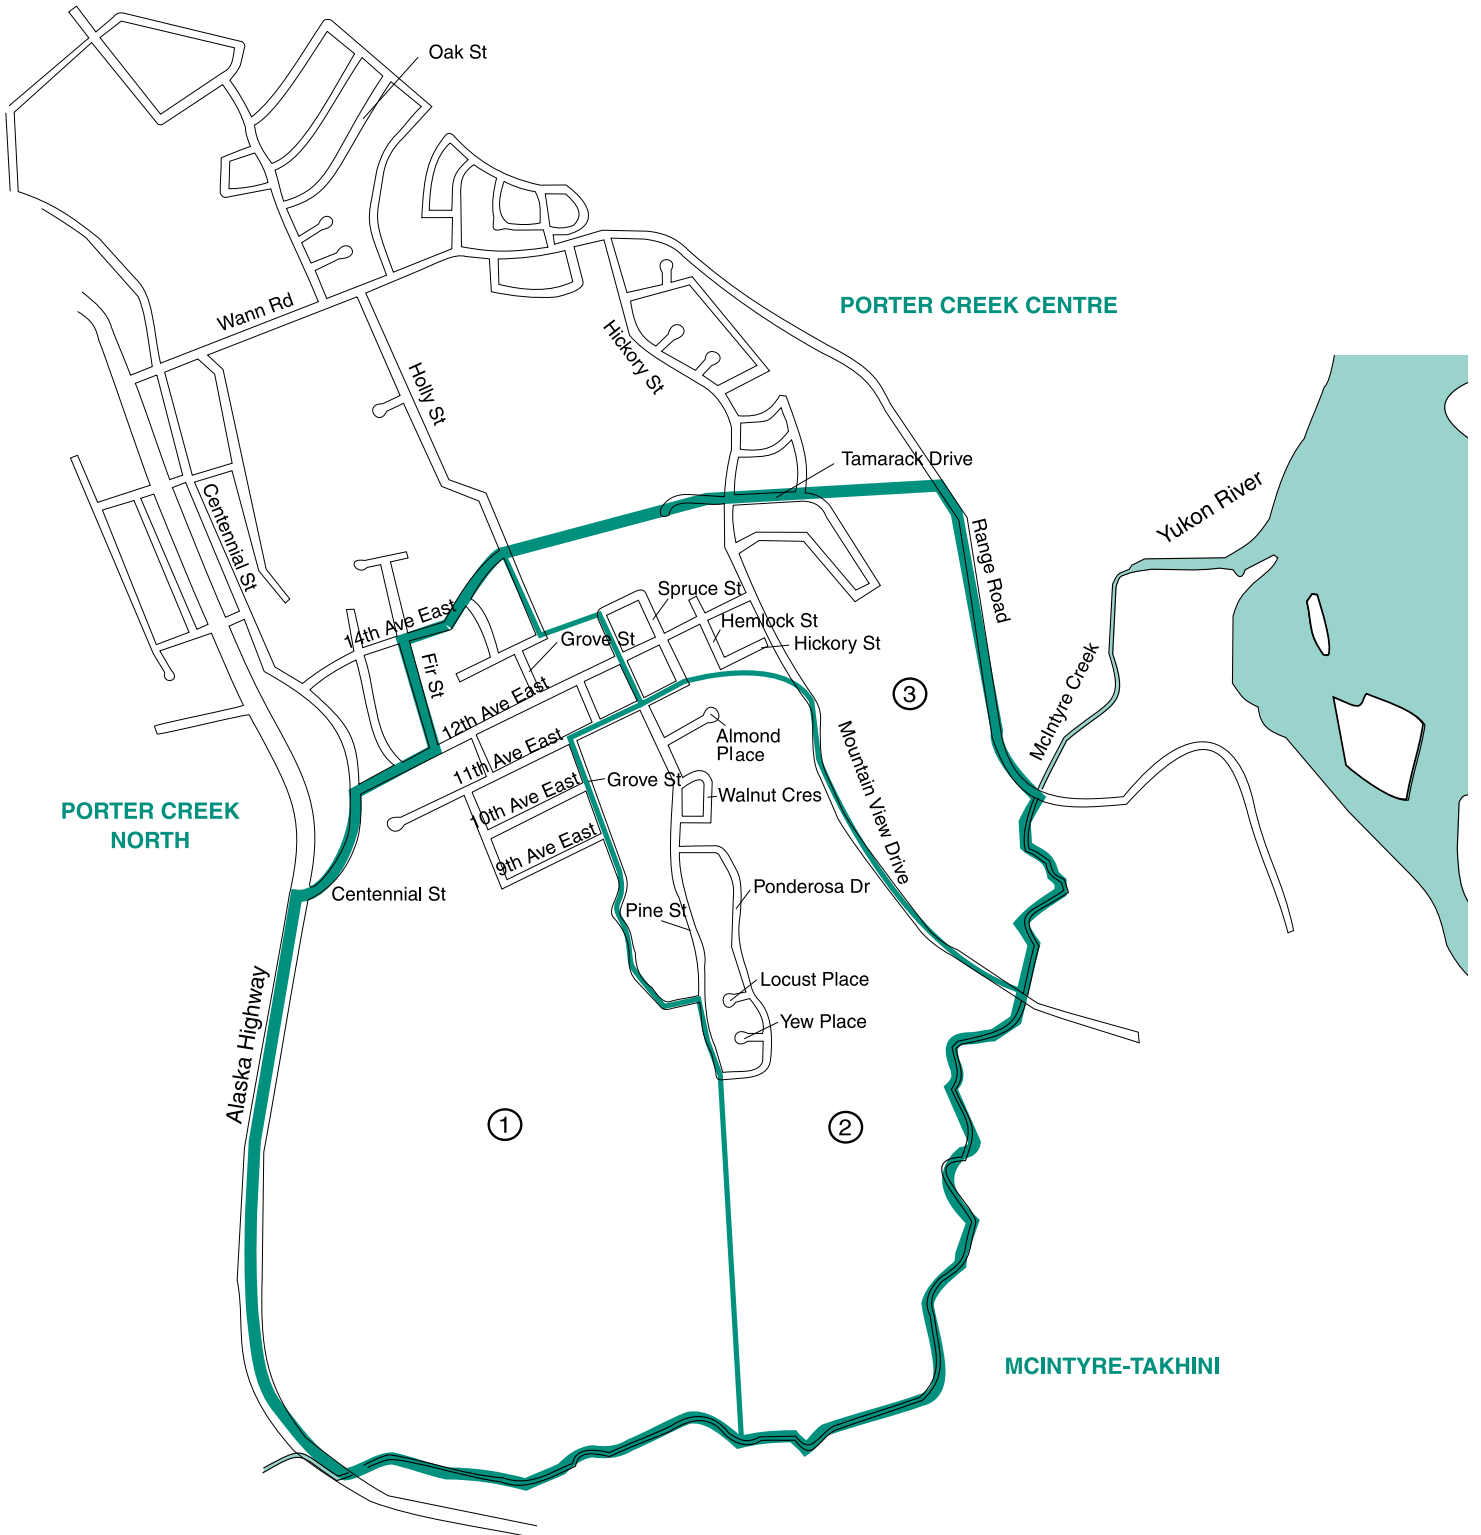 Oak St
PORTER CREEK CENTRE
Wann Rd
Hickory St
Holly St
Tamarack Drive
Centennial St
Yukon River
Range Road
Spruce St
14th Ave East
Hemlock St
Grove St
Hickory St
Fir St
12th Ave East
3
McIntyre Creek
Almond
Place
11th Ave East
Mountain View Drive
Grove St
10th Ave East
Walnut Cres
PORTER CREEK
NORTH
9th Ave East
Centennial St
Ponderosa Dr
Pine St
Locust Place
Alaska Highway
Yew Place
1
2
MCINTYRE-TAKHINI